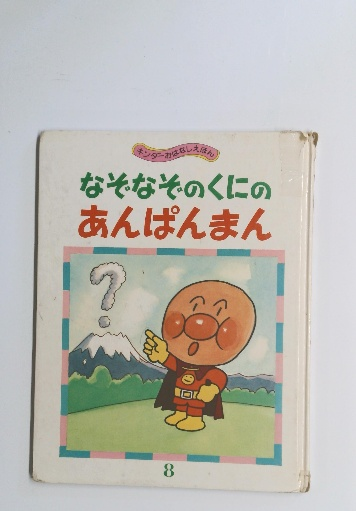 キンダーおはなしえほん
なぞなぞのくにの
あんぱんまん
?
8